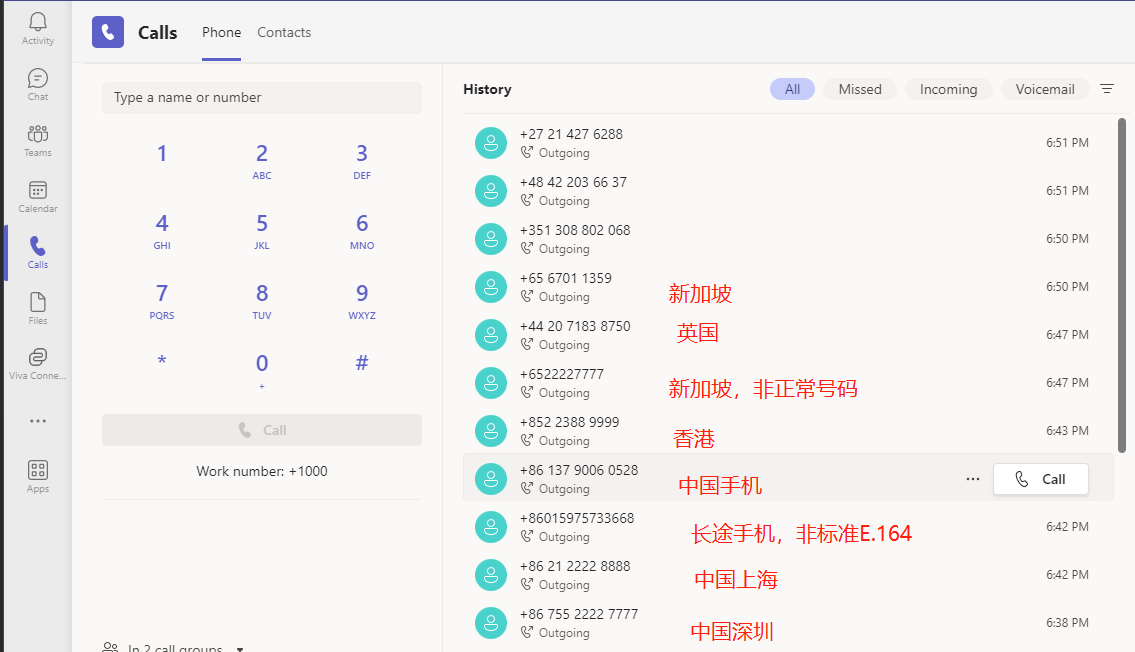 Activity
Chat
Teams
Calendar
Calls
Files
Viva Conne...
Apps
Calls
Phone
Contacts
Type a name or number
1
2
3
ABC
DEF
4
5
6
GHI
JKL
MNO
7
8
9
PQRS
TUV
WXYZ
*
0
#
+
Call
Work number: +1000
In 2 call groups
History
All
Missed
Incoming
Voicemail
+27 21 427 6288
Outgoing
6:51 PM
+48 42 203 66 37
Outgoing
6:51 PM
+351 308 802 068
Outgoing
6:50 PM
+65 6701 1359
Outgoing
新加坡
6:50 PM
+44 20 7183 8750
Outgoing
英国
6:47 PM
+6522227777
Outgoing
新加坡，非正常号码
6:47 PM
+852 2388 9999
Outgoing
香港
6:43 PM
+86 137 9006 0528
Outgoing
中国手机
Call
+86015975733668
Outgoing
长途手机，非标准E.164
6:42 PM
+86 21 2222 8888
Outgoing
中国上海
6:42 PM
+86 755 2222 7777
Outgoing
中国深圳
6:38 PM